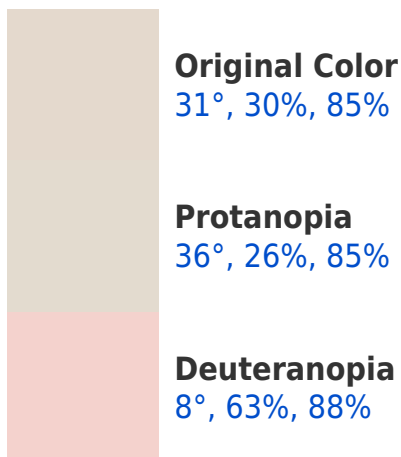 Original Color
31°, 30%, 85%
Protanopia
36°, 26%, 85%
Deuteranopia
8°, 63%, 88%